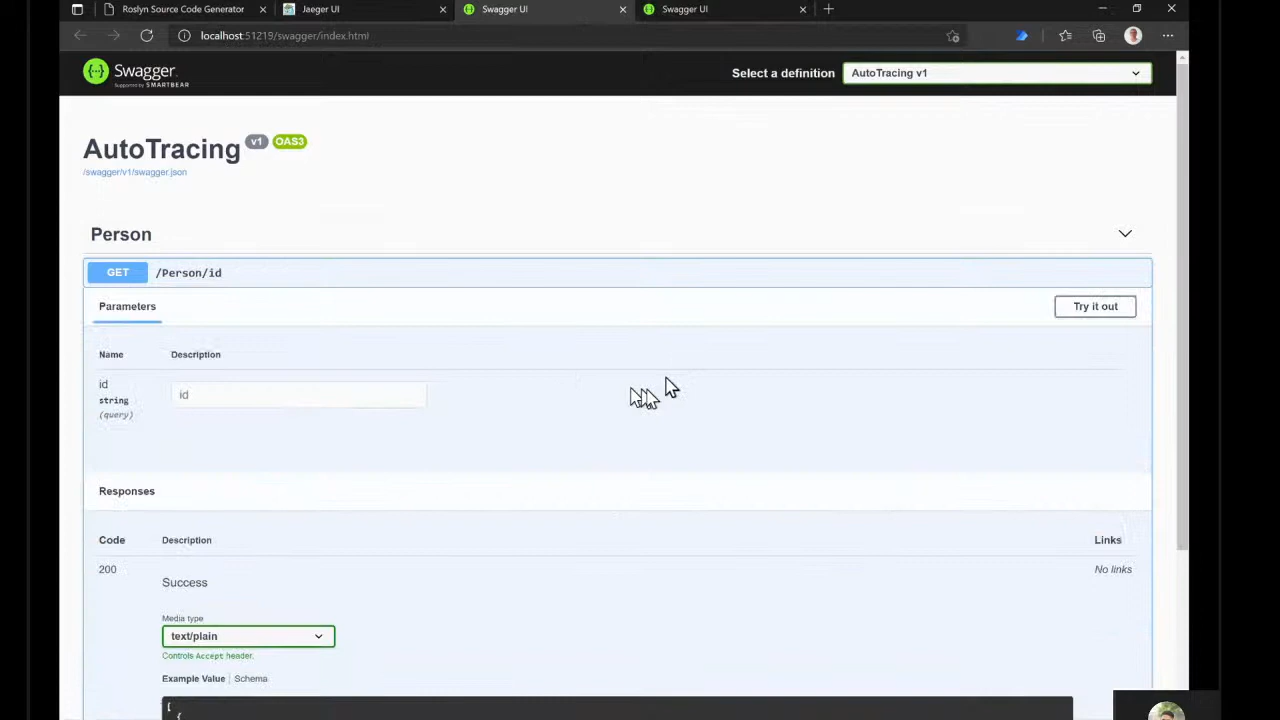 Roslyn Source Code Generator
Jaeger UI
Swagger UI
Swagger UI
localhost:51219/swagger/index.html
Swagger
Supported by SMARTBEAR
Select a definition
AutoTracing v1
AutoTracing v1 OAS3
/swagger/v1/swagger.json
Person
GET /Person/id
Parameters
Try it out
Name Description
id
string
(query)
id
Responses
Code Description Links
200 Success No links
Media type
text/plain
Controls Accept header.
Example Value | Schema
[
{